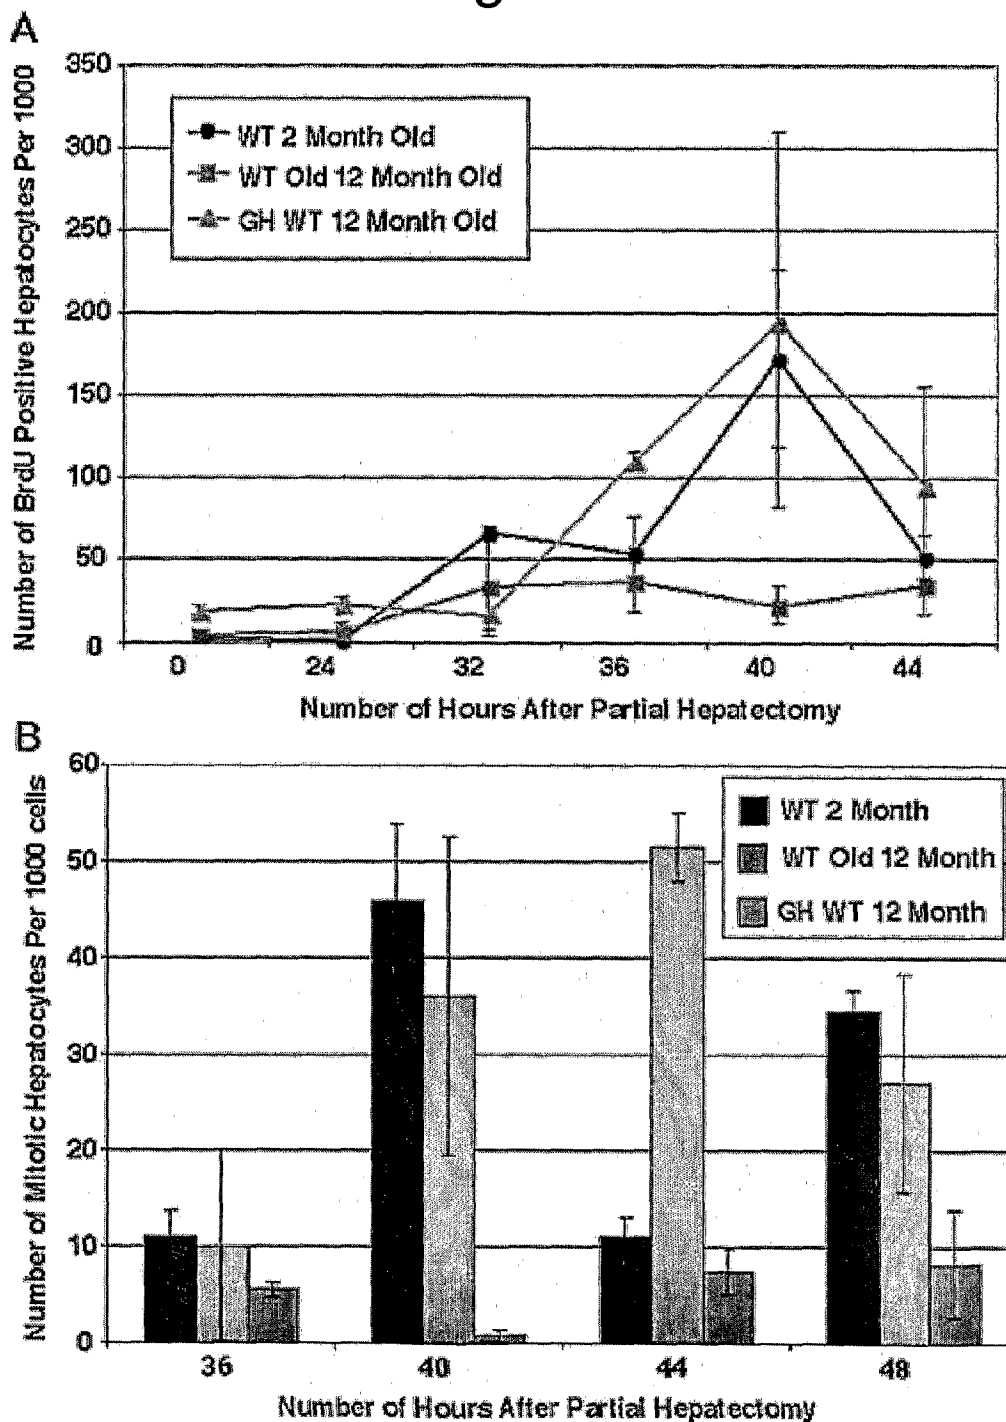 A
Number of BrdU Positive Hepatocytes Per 1000
350
300
250
200
150
100
50
0
WT 2 Month Old
WT Old 12 Month Old
GH WT 12 Month Old
0 24 32 36 40 44
Number of Hours After Partial Hepatectomy
B
Number of Mitotic Hepatocytes Per 1000 cells
60
50
40
30
20
10
0
WT 2 Month
WT Old 12 Month
GH WT 12 Month
36 40 44 48
Number of Hours After Partial Hepatectomy